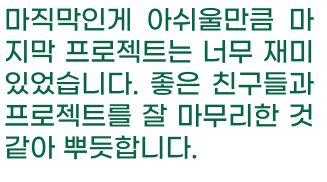 마직막인게 아쉬울만큼 마
지막 프로젝트는 너무 재미
있었습니다. 좋은 친구들과
프로젝트를 잘 마무리한 것
같아 뿌듯합니다.